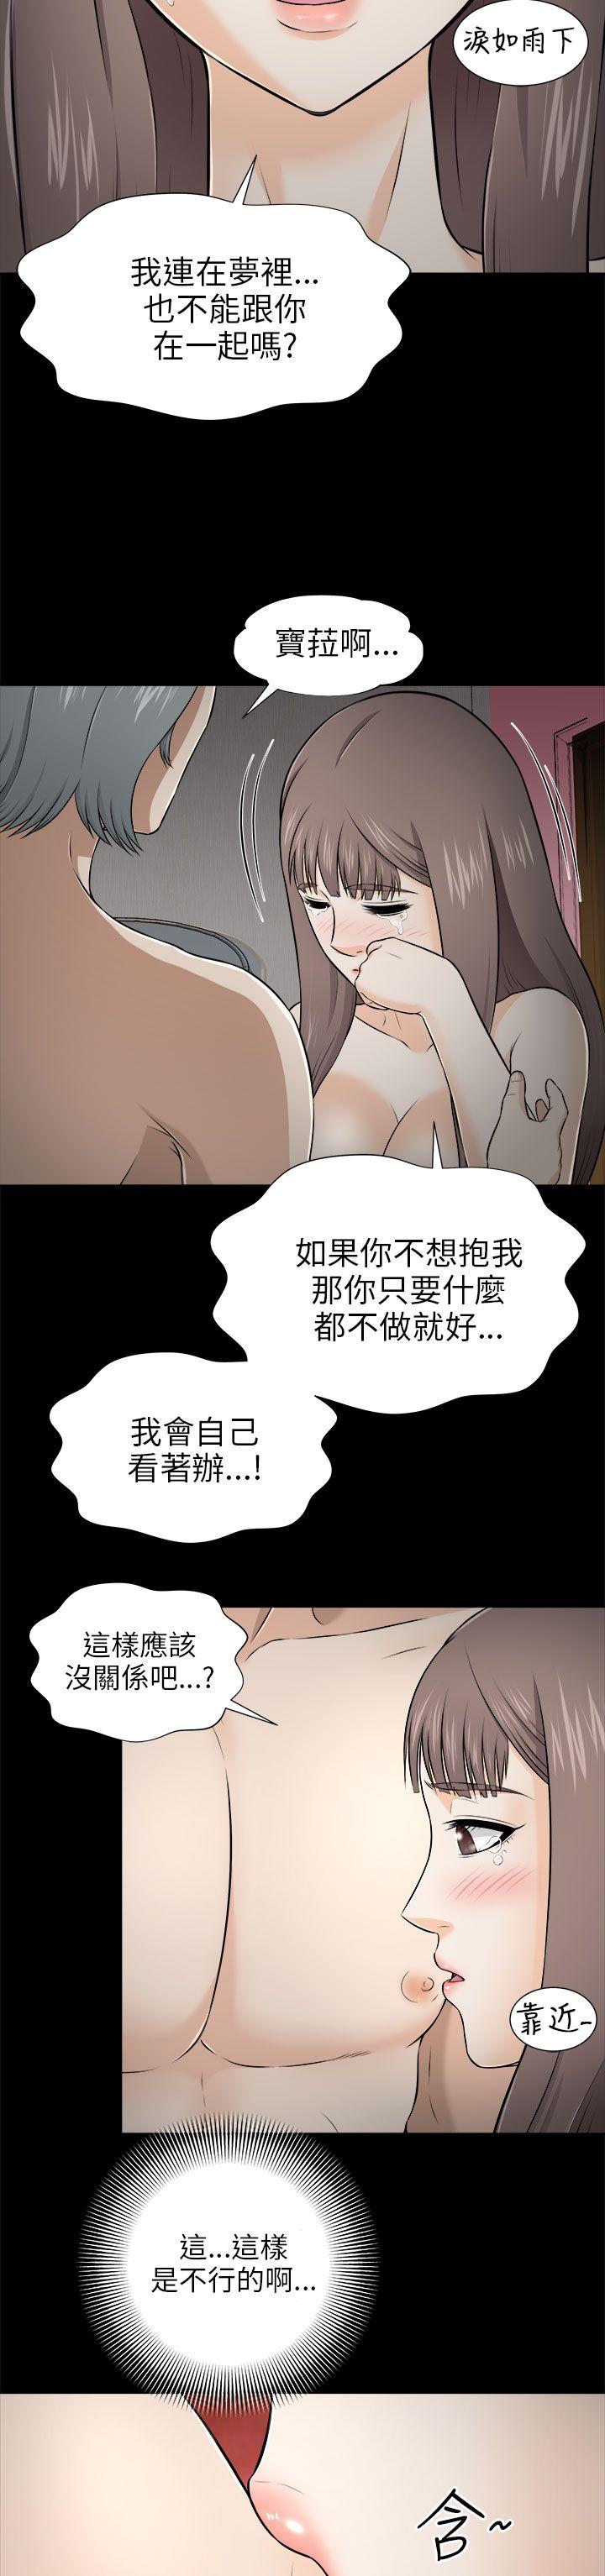 淚如雨下
我連在夢裡...
也不能跟你
在一起嗎?
寶菈啊...
如果你不想抱我
那你只要什麼
都不做就好...
我會自己
看著辦...!
這樣應該
沒關係吧...?
靠近-
這...這樣
是不行的啊...
含~